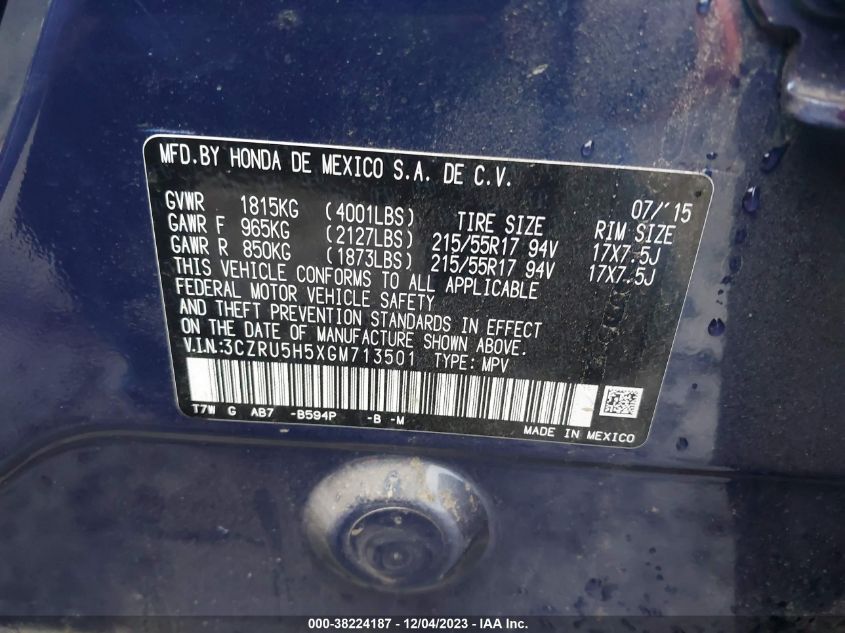 MFD.BY HONDA DE MEXICO S.A. DE C.V.
07/'15
GVWR 1815KG (4001LBS) TIRE SIZE RIM SIZE
GAWR F 965KG (2127LBS) 215/55R17 94V 17X7.5J
GAWR R 850KG (1873LBS) 215/55R17 94V 17X7.5J
THIS VEHICLE CONFORMS TO ALL APPLICABLE
FEDERAL MOTOR VEHICLE SAFETY
AND THEFT PREVENTION STANDARDS IN EFFECT
ON THE DATE OF MANUFACTURE SHOWN ABOVE.
V.I.N:3CZRU5H5XGM713501 TYPE: MPV
T7W G AB7 -B594P -B -M
MADE IN MEXICO
000-38224187 - 12/04/2023 - IAA Inc.